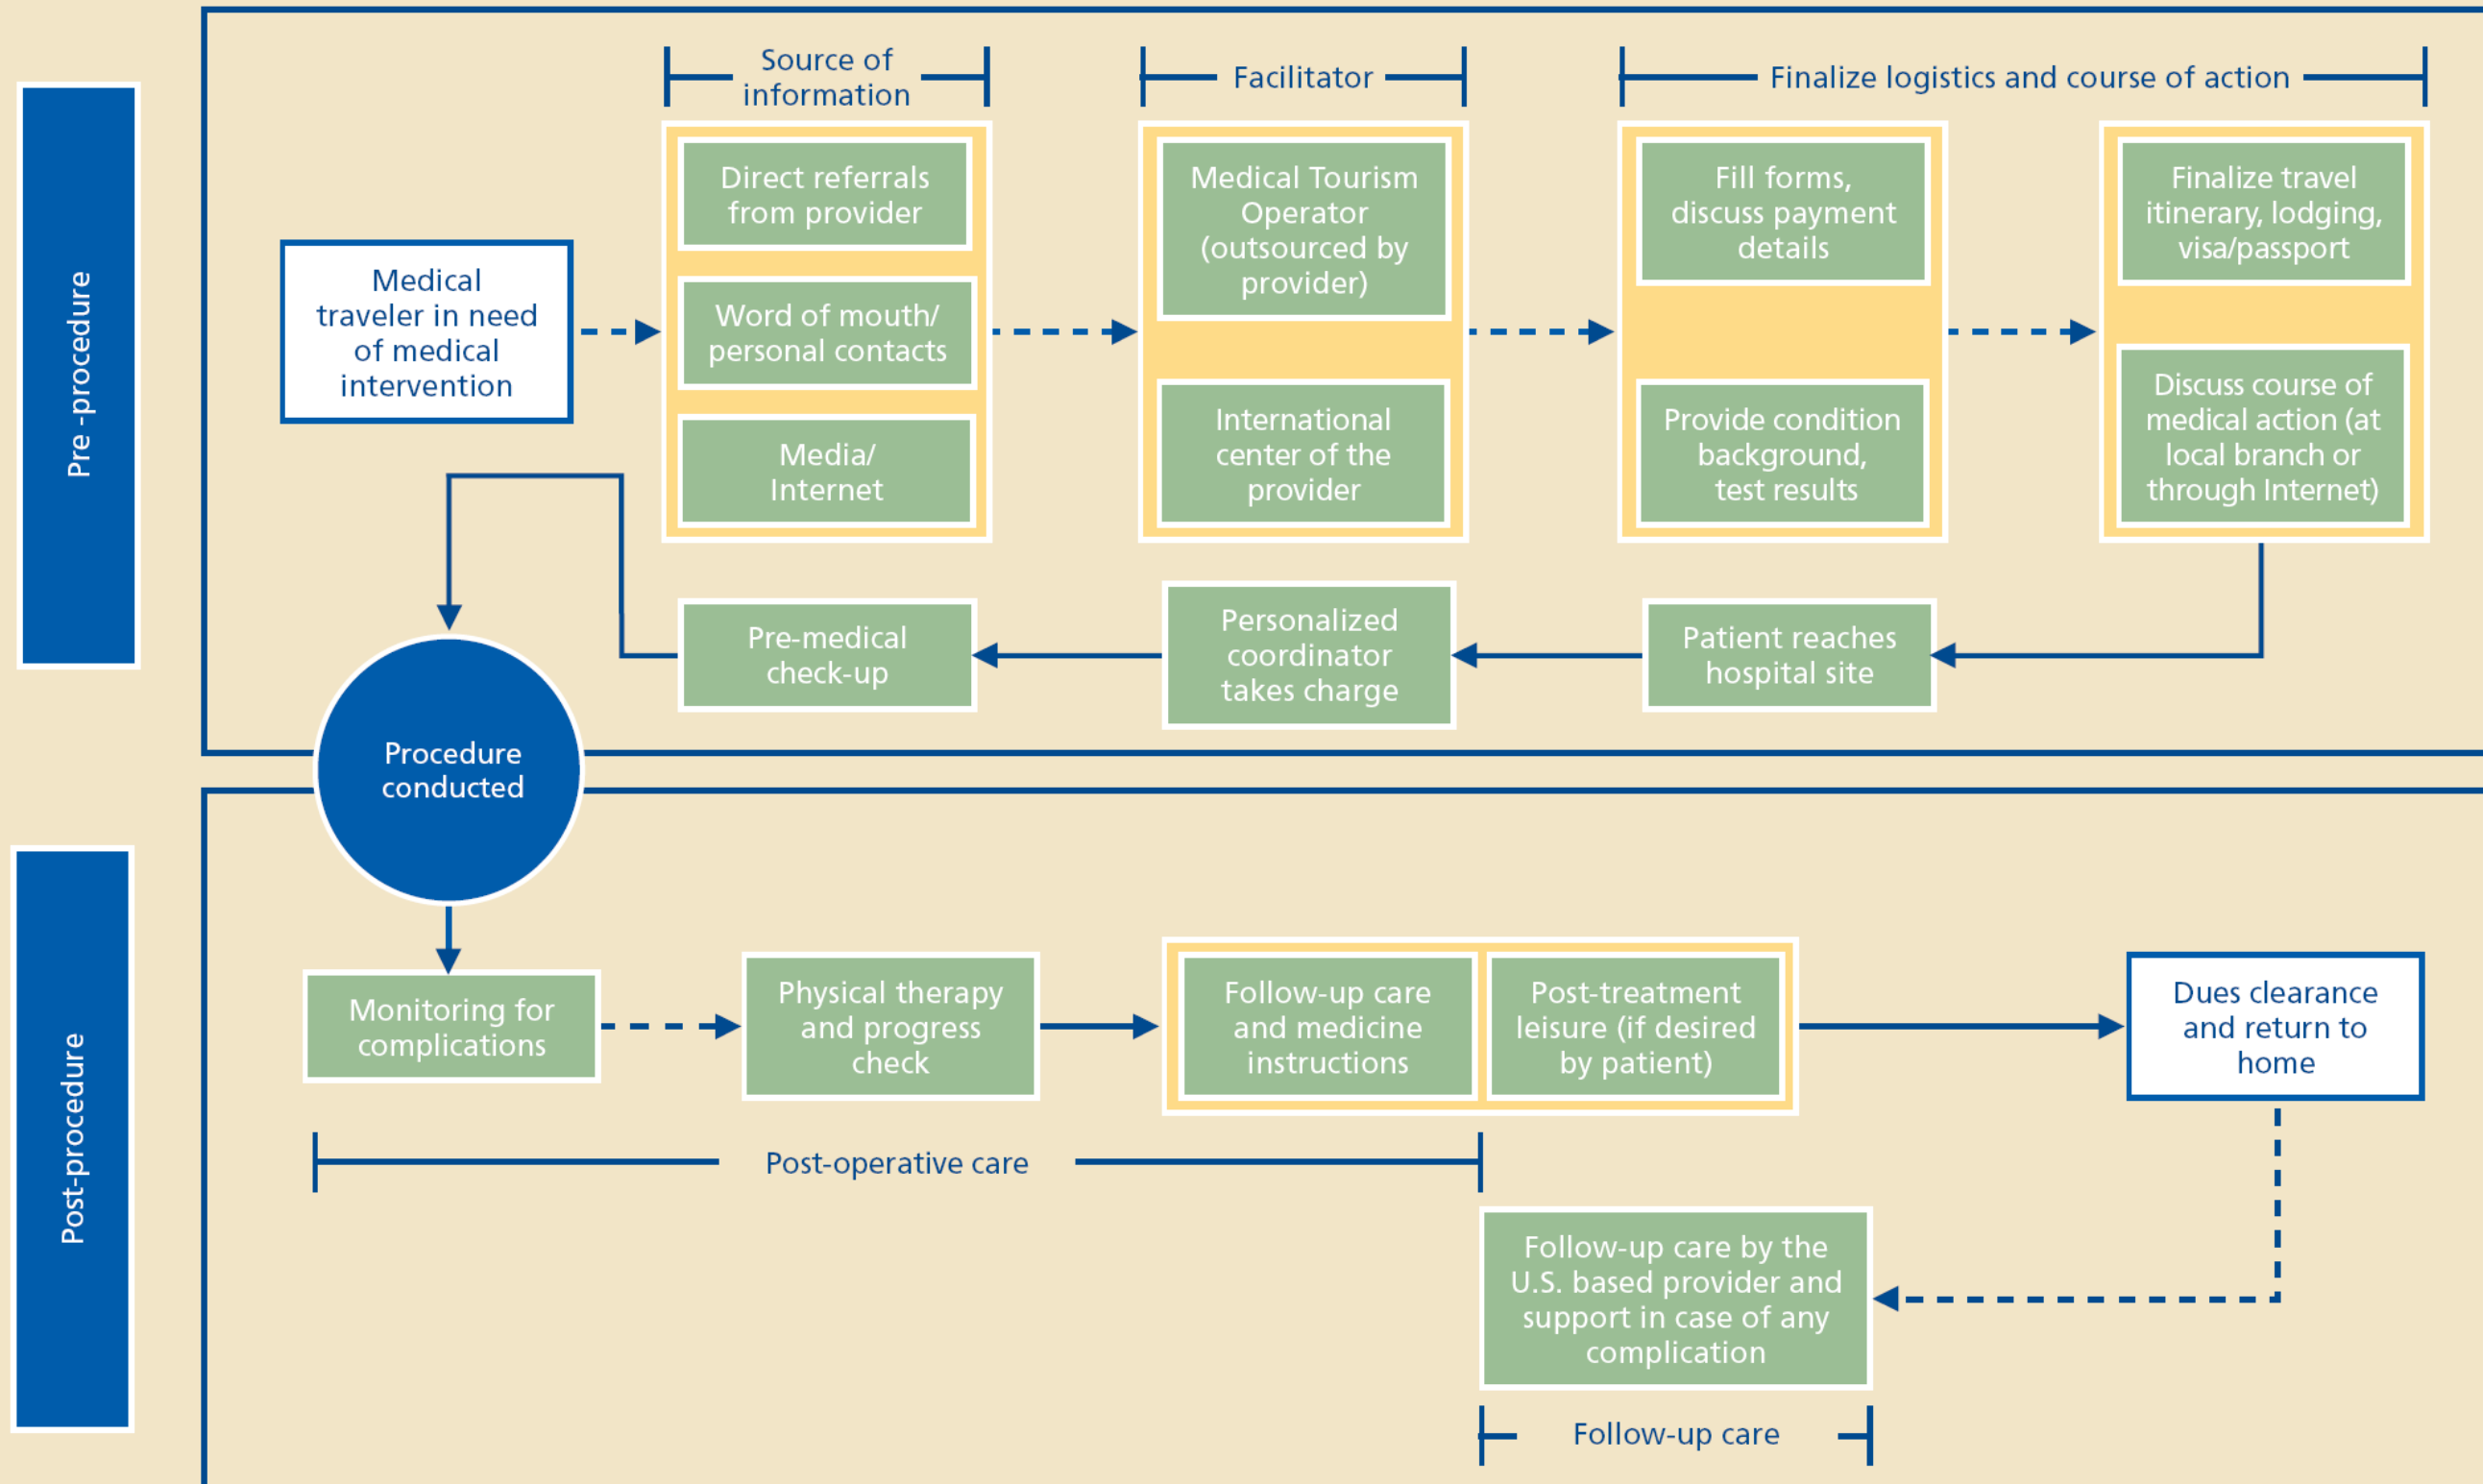 Pre -procedure
Source of
information
Facilitator
Finalize logistics and course of action
Medical
traveler in need
of medical
intervention
Direct referrals
from provider
Word of mouth/
personal contacts
Media/
Internet
Medical Tourism
Operator
(outsourced by
provider)
International
center of the
provider
Fill forms,
discuss payment
details
Provide condition
background,
test results
Finalize travel
itinerary, lodging,
visa/passport
Discuss course of
medical action (at
local branch or
through Internet)
Patient reaches
hospital site
Personalized
coordinator
takes charge
Pre-medical
check-up
Procedure
conducted
Post-procedure
Monitoring for
complications
Physical therapy
and progress
check
Follow-up care
and medicine
instructions
Post-treatment
leisure (if desired
by patient)
Dues clearance
and return to
home
Post-operative care
Follow-up care by the
U.S. based provider and
support in case of any
complication
Follow-up care